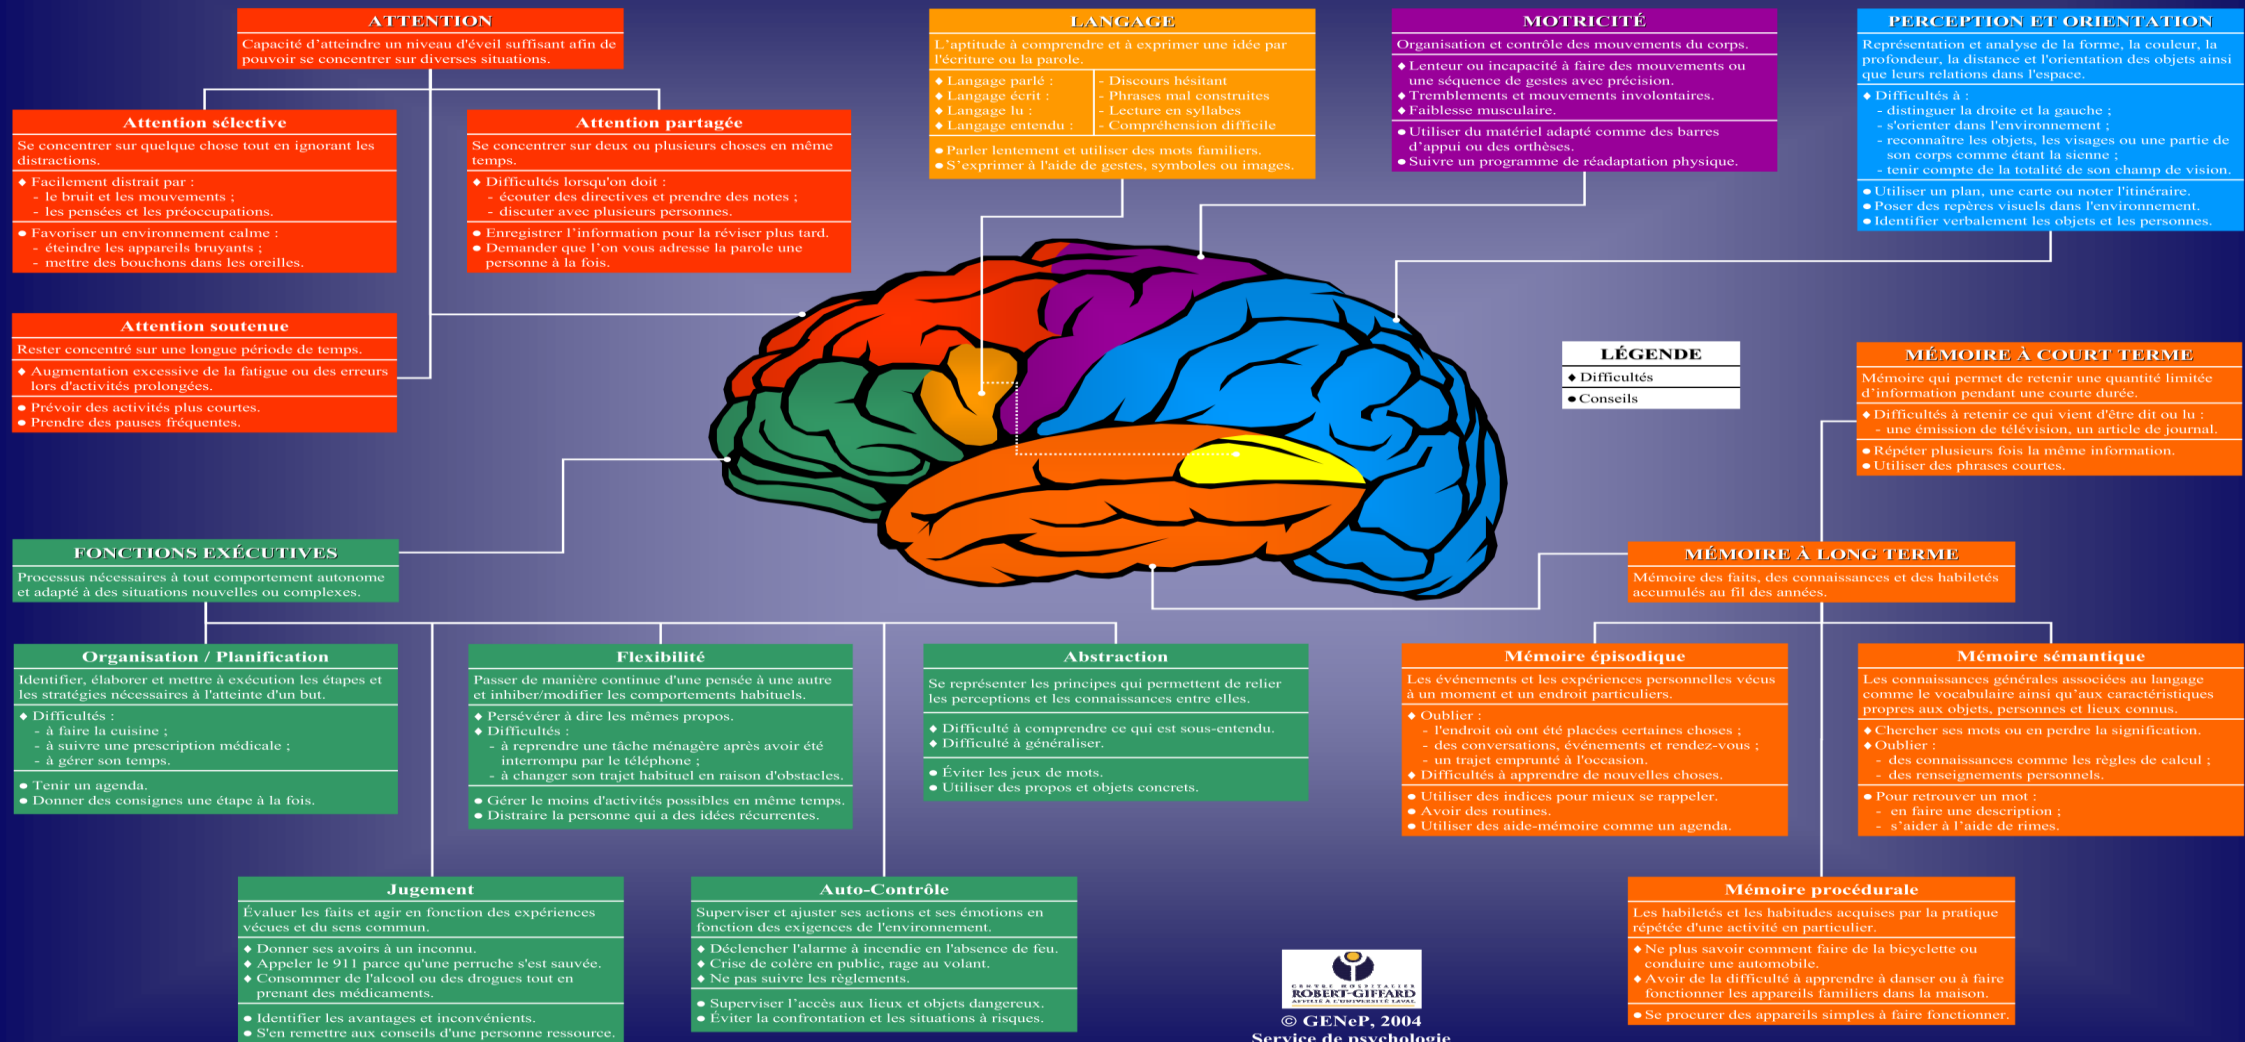 ATTENTION
Capacité d'atteindre un niveau d'éveil suffisant afin de
pouvoir se concentrer sur diverses situations.
Attention sélective
Se concentrer sur quelque chose tout en ignorant les
distractions.
◆ Facilement distrait par :
- le bruit et les mouvements ;
- les pensées et les préoccupations.
● Favoriser un environnement calme :
- éteindre les appareils bruyants ;
- mettre des bouchons dans les oreilles.
Attention partagée
Se concentrer sur deux ou plusieurs choses en même
temps.
◆ Difficultés lorsqu'on doit :
- écouter des directives et prendre des notes ;
- discuter avec plusieurs personnes.
● Enregistrer l'information pour la réviser plus tard.
● Demander que l'on vous adresse la parole une
personne à la fois.
Attention soutenue
Rester concentré sur une longue période de temps.
◆ Augmentation excessive de la fatigue ou des erreurs
lors d'activités prolongées.
● Prévoir des activités plus courtes.
● Prendre des pauses fréquentes.
LANGAGE
L'aptitude à comprendre et à exprimer une idée par
l'écriture ou la parole.
◆ Langage parlé : - Discours hésitant
◆ Langage écrit : - Phrases mal construites
◆ Langage lu : - Lecture en syllabes
◆ Langage entendu : - Compréhension difficile
● Parler lentement et utiliser des mots familiers.
● S'exprimer à l'aide de gestes, symboles ou images.
MOTRICITÉ
Organisation et contrôle des mouvements du corps.
◆ Lenteur ou incapacité à faire des mouvements ou
une séquence de gestes avec précision.
◆ Tremblements et mouvements involontaires.
◆ Faiblesse musculaire.
● Utiliser du matériel adapté comme des barres
d'appui ou des orthèses.
● Suivre un programme de réadaptation physique.
PERCEPTION ET ORIENTATION
Représentation et analyse de la forme, la couleur, la
profondeur, la distance et l'orientation des objets ainsi
que leurs relations dans l'espace.
◆ Difficultés à :
- distinguer la droite et la gauche ;
- s'orienter dans l'environnement ;
- reconnaître les objets, les visages ou une partie de
son corps comme étant la sienne ;
- tenir compte de la totalité de son champ de vision.
● Utiliser un plan, une carte ou noter l'itinéraire.
● Poser des repères visuels dans l'environnement.
● Identifier verbalement les objets et les personnes.
LÉGENDE
◆ Difficultés
● Conseils
MÉMOIRE À COURT TERME
Mémoire qui permet de retenir une quantité limitée
d'information pendant une courte durée.
◆ Difficultés à retenir ce qui vient d'être dit ou lu :
- une émission de télévision, un article de journal.
● Répéter plusieurs fois la même information.
● Utiliser des phrases courtes.
FONCTIONS EXÉCUTIVES
Processus nécessaires à tout comportement autonome
et adapté à des situations nouvelles ou complexes.
Organisation / Planification
Identifier, élaborer et mettre à exécution les étapes et
les stratégies nécessaires à l'atteinte d'un but.
◆ Difficultés :
- à faire la cuisine ;
- à suivre une prescription médicale ;
- à gérer son temps.
● Tenir un agenda.
● Donner des consignes une étape à la fois.
Flexibilité
Passer de manière continue d'une pensée à une autre
et inhiber/modifier les comportements habituels.
◆ Persévérer à dire les mêmes propos.
◆ Difficultés :
- à reprendre une tâche ménagère après avoir été
interrompu par le téléphone ;
- à changer son trajet habituel en raison d'obstacles.
● Gérer le moins d'activités possibles en même temps.
● Distraire la personne qui a des idées récurrentes.
Abstraction
Se représenter les principes qui permettent de relier
les perceptions et les connaissances entre elles.
◆ Difficulté à comprendre ce qui est sous-entendu.
◆ Difficulté à généraliser.
● Éviter les jeux de mots.
● Utiliser des propos et objets concrets.
Jugement
Évaluer les faits et agir en fonction des expériences
vécues et du sens commun.
◆ Donner ses avoirs à un inconnu.
◆ Appeler le 911 parce qu'une perruche s'est sauvée.
◆ Consommer de l'alcool ou des drogues tout en
prenant des médicaments.
● Identifier les avantages et inconvénients.
● S'en remettre aux conseils d'une personne ressource.
Auto-Contrôle
Superviser et ajuster ses actions et ses émotions en
fonction des exigences de l'environnement.
◆ Déclencher l'alarme à incendie en l'absence de feu.
◆ Crise de colère en public, rage au volant.
◆ Ne pas suivre les règlements.
● Superviser l'accès aux lieux et objets dangereux.
● Éviter la confrontation et les situations à risques.
MÉMOIRE À LONG TERME
Mémoire des faits, des connaissances et des habiletés
accumulés au fil des années.
Mémoire épisodique
Les événements et les expériences personnelles vécus
à un moment et un endroit particuliers.
◆ Oublier :
- l'endroit où ont été placées certaines choses ;
- des conversations, événements et rendez-vous ;
- un trajet emprunté à l'occasion.
◆ Difficultés à apprendre de nouvelles choses.
● Utiliser des indices pour mieux se rappeler.
● Avoir des routines.
● Utiliser des aide-mémoire comme un agenda.
Mémoire sémantique
Les connaissances générales associées au langage
comme le vocabulaire ainsi qu'aux caractéristiques
propres aux objets, personnes et lieux connus.
◆ Chercher ses mots ou en perdre la signification.
◆ Oublier :
- des connaissances comme les règles de calcul ;
- des renseignements personnels.
● Pour retrouver un mot :
- en faire une description ;
- s'aider à l'aide de rimes.
Mémoire procédurale
Les habiletés et les habitudes acquises par la pratique
répétée d'une activité en particulier.
◆ Ne plus savoir comment faire de la bicyclette ou
conduire une automobile.
◆ Avoir de la difficulté à apprendre à danser ou à faire
fonctionner les appareils familiers dans la maison.
● Se procurer des appareils simples à faire fonctionner.
CENTRE HOSPITALIER
ROBERT-GIFFARD
AFFILIÉ À L'UNIVERSITÉ LAVAL
© GENeP, 2004
Service de psychologie